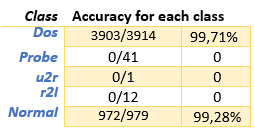 Class Accuracy for each class
Dos 3903/3914 99,71%
Probe 0/41 0
u2r 0/1 0
r2l 0/12 0
Normal 972/979 99,28%